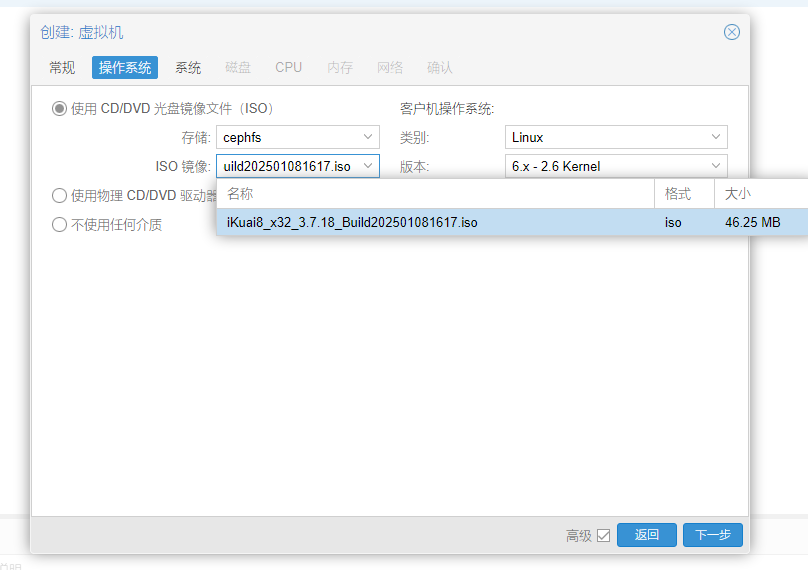 创建: 虚拟机
常规 操作系统 系统 磁盘 CPU 内存 网络 确认
使用 CD/DVD 光盘镜像文件（ISO） 客户机操作系统:
存储: cephfs 类别: Linux
ISO 镜像: uild202501081617.iso 版本: 6.x - 2.6 Kernel
使用物理 CD/DVD 驱动器
名称 格式 大小
iKuai8_x32_3.7.18_Build202501081617.iso iso 46.25 MB
不使用任何介质
高级 返回 下一步